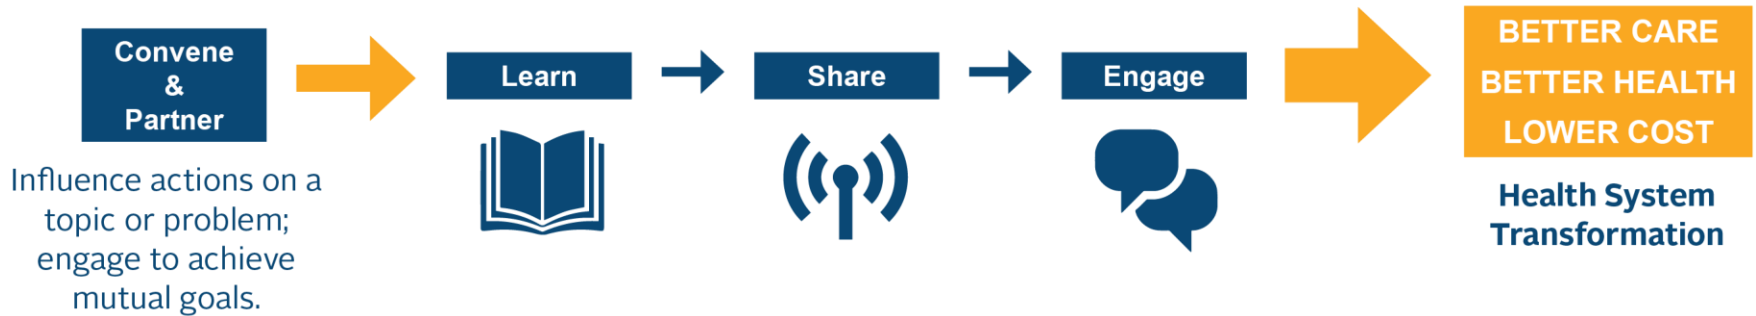 Convene
&
Partner
Influence actions on a
topic or problem;
engage to achieve
mutual goals.
Learn
Share
Engage
BETTER CARE
BETTER HEALTH
LOWER COST
Health System
Transformation